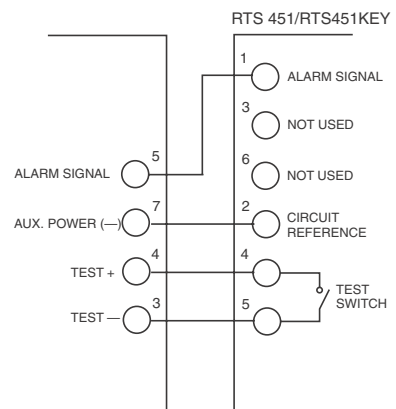 RTS 451/RTS451KEY
1
ALARM SIGNAL
3
NOT USED
5
ALARM SIGNAL
6
NOT USED
7
AUX. POWER (—)
2
CIRCUIT
REFERENCE
4
TEST +
4
TEST
SWITCH
3
TEST —
5